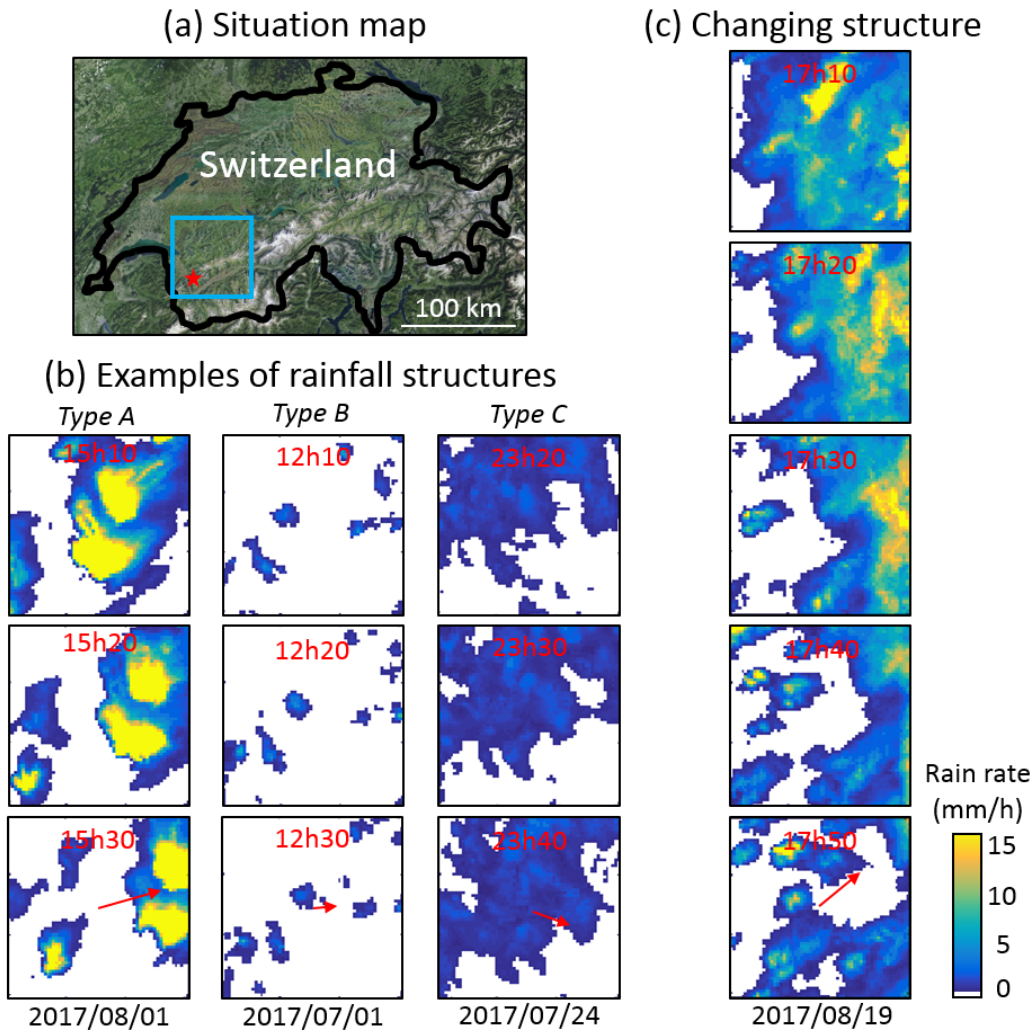 (a) Situation map
Switzerland
100 km
(b) Examples of rainfall structures
Type A
Type B
Type C
15h10
12h10
23h20
15h20
12h20
23h30
15h30
12h30
23h40
2017/08/01
2017/07/01
2017/07/24
(c) Changing structure
17h10
17h20
17h30
17h40
17h50
2017/08/19
Rain rate
(mm/h)
15
10
5
0